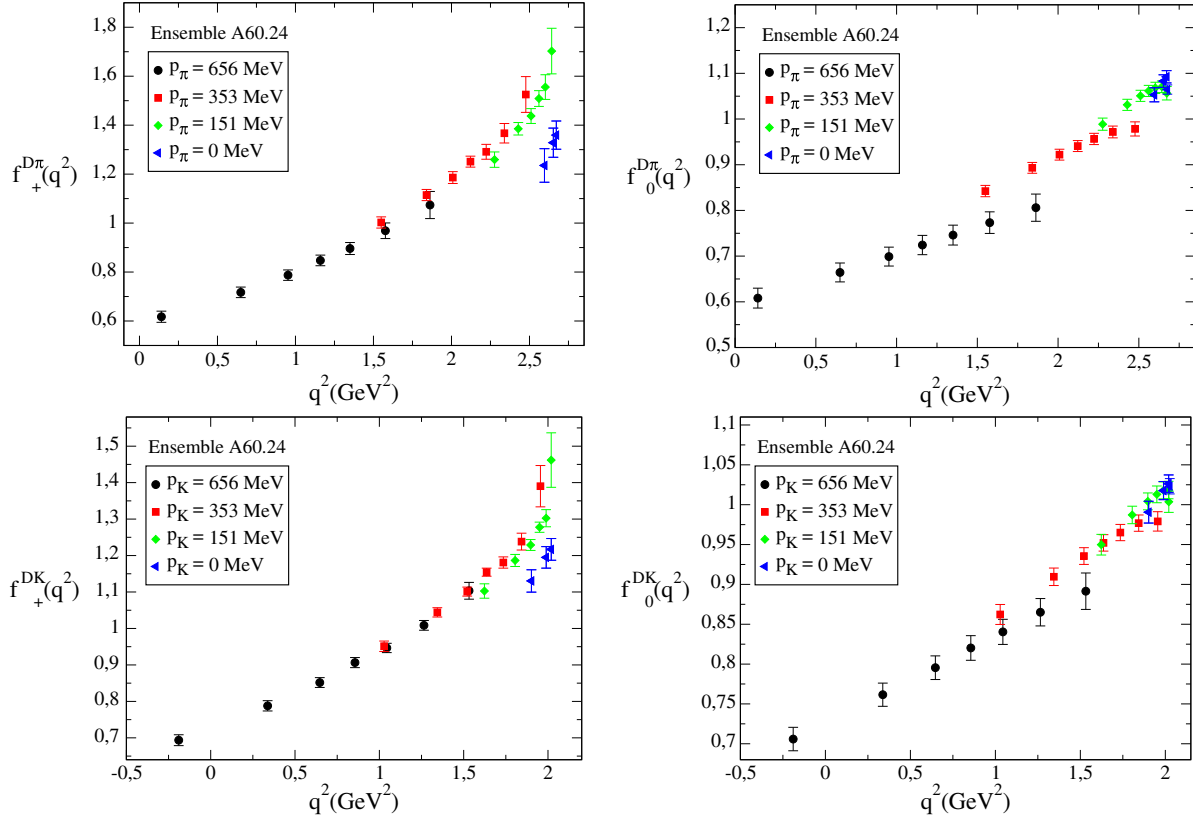 Ensemble A60.24
p_π = 656 MeV
p_π = 353 MeV
p_π = 151 MeV
p_π = 0 MeV
f_+^{Dπ}(q^2)
1,8
1,6
1,4
1,2
1
0,8
0,6
0 0,5 1 1,5 2 2,5
q^2(GeV^2)
Ensemble A60.24
p_π = 656 MeV
p_π = 353 MeV
p_π = 151 MeV
p_π = 0 MeV
f_0^{Dπ}(q^2)
1,2
1,1
1
0,9
0,8
0,7
0,6
0,5
0 0,5 1 1,5 2 2,5
q^2(GeV^2)
Ensemble A60.24
p_K = 656 MeV
p_K = 353 MeV
p_K = 151 MeV
p_K = 0 MeV
f_+^{DK}(q^2)
1,5
1,4
1,3
1,2
1,1
1
0,9
0,8
0,7
-0,5 0 0,5 1 1,5 2
q^2(GeV^2)
Ensemble A60.24
p_K = 656 MeV
p_K = 353 MeV
p_K = 151 MeV
p_K = 0 MeV
f_0^{DK}(q^2)
1,1
1,05
1
0,95
0,9
0,85
0,8
0,75
0,7
-0,5 0 0,5 1 1,5 2
q^2(GeV^2)